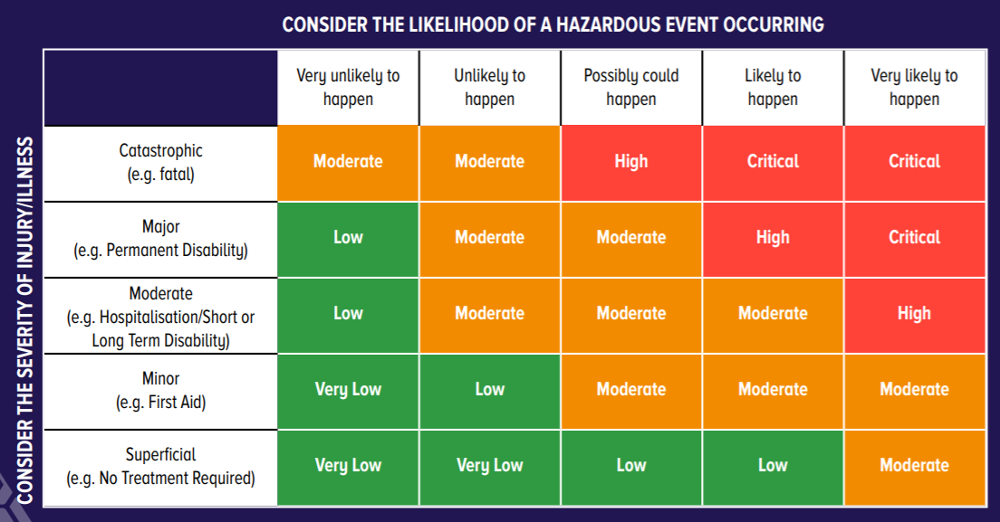 CONSIDER THE LIKELIHOOD OF A HAZARDOUS EVENT OCCURRING
Very unlikely to
happen
Unlikely to
happen
Possibly could
happen
Likely to
happen
Very likely to
happen
CONSIDER THE SEVERITY OF INJURY/ILLNESS
Catastrophic
(e.g. fatal)
Moderate
Moderate
High
Critical
Critical
Major
(e.g. Permanent Disability)
Low
Moderate
Moderate
High
Critical
Moderate
(e.g. Hospitalisation/Short or
Long Term Disability)
Low
Moderate
Moderate
Moderate
High
Minor
(e.g. First Aid)
Very Low
Low
Moderate
Moderate
Moderate
Superficial
(e.g. No Treatment Required)
Very Low
Very Low
Low
Low
Moderate